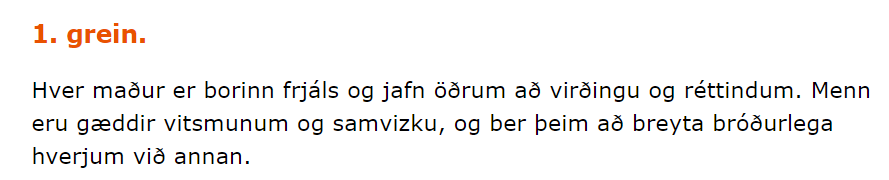 1. grein.
Hver maður er borinn frjáls og jafn öðrum að virðingu og réttindum. Menn
eru gæddir vitsmunum og samvizku, og ber þeim að breyta bróðurlega
hverjum við annan.